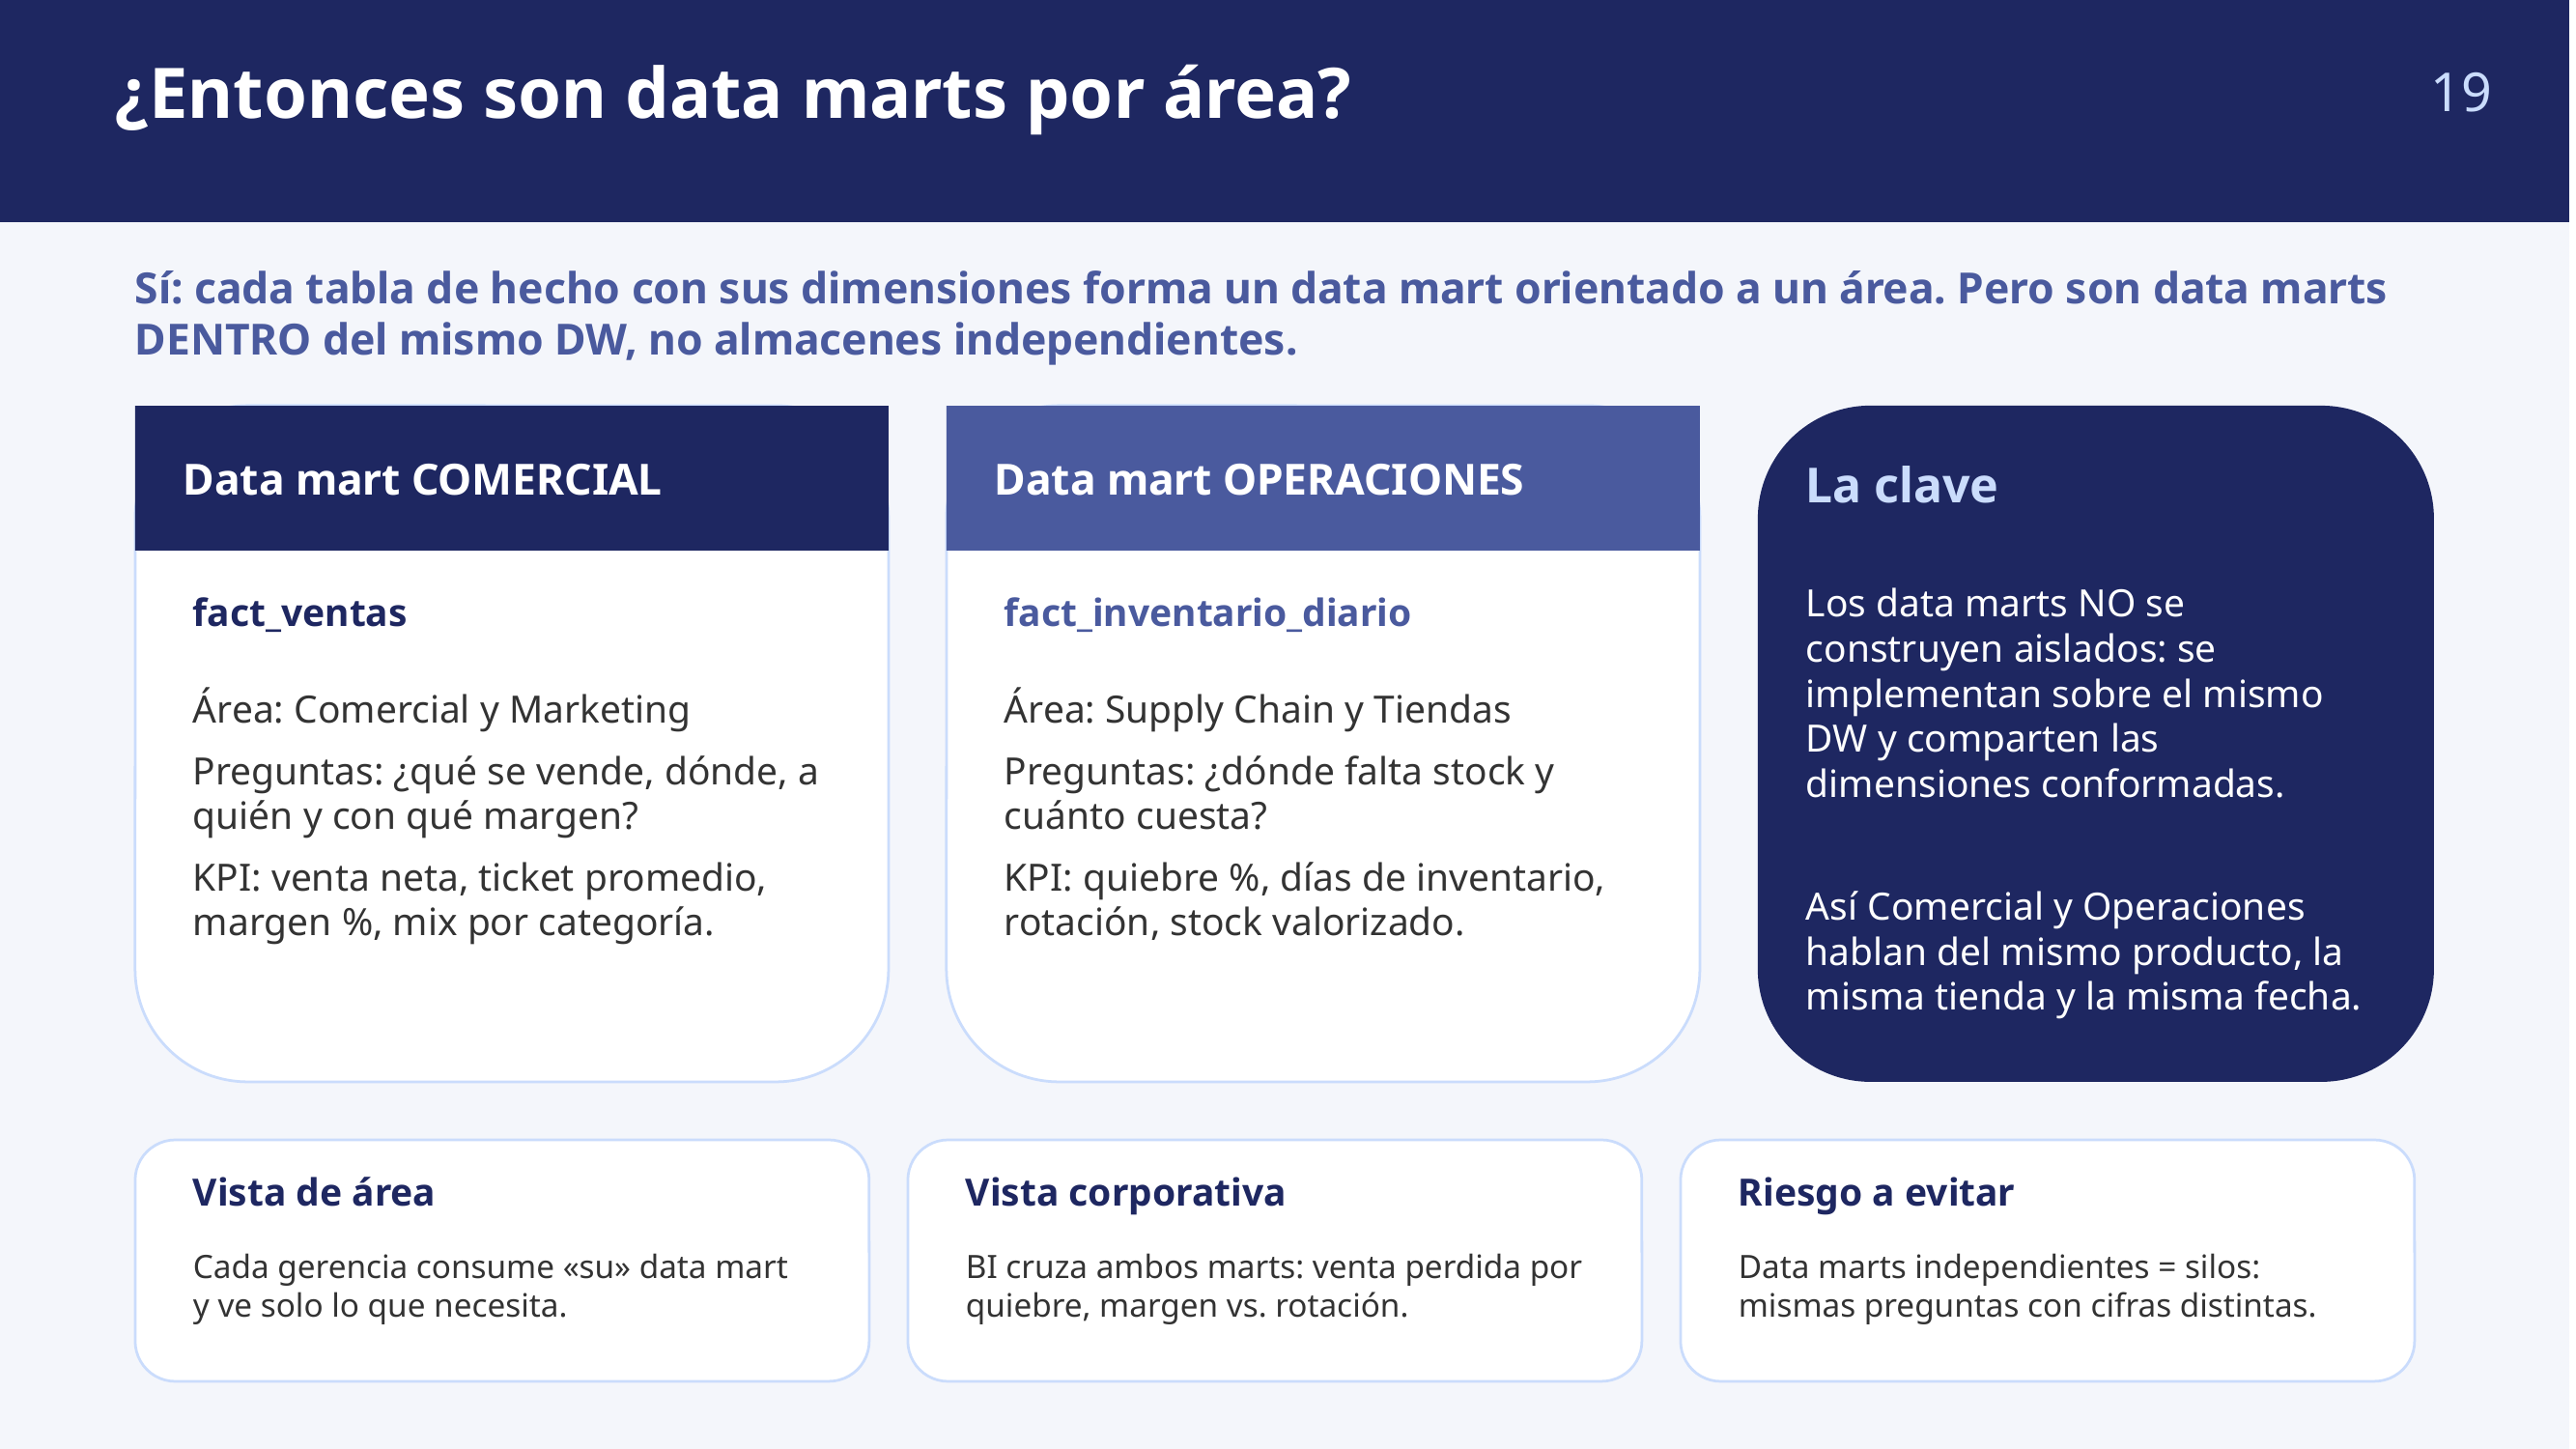 ¿Entonces son data marts por área?
19
Sí: cada tabla de hecho con sus dimensiones forma un data mart orientado a un área. Pero son data marts
DENTRO del mismo DW, no almacenes independientes.
Data mart COMERCIAL
fact_ventas
Área: Comercial y Marketing
Preguntas: ¿qué se vende, dónde, a
quién y con qué margen?
KPI: venta neta, ticket promedio,
margen %, mix por categoría.
Data mart OPERACIONES
fact_inventario_diario
Área: Supply Chain y Tiendas
Preguntas: ¿dónde falta stock y
cuánto cuesta?
KPI: quiebre %, días de inventario,
rotación, stock valorizado.
La clave
Los data marts NO se
construyen aislados: se
implementan sobre el mismo
DW y comparten las
dimensiones conformadas.
Así Comercial y Operaciones
hablan del mismo producto, la
misma tienda y la misma fecha.
Vista de área
Cada gerencia consume «su» data mart
y ve solo lo que necesita.
Vista corporativa
BI cruza ambos marts: venta perdida por
quiebre, margen vs. rotación.
Riesgo a evitar
Data marts independientes = silos:
mismas preguntas con cifras distintas.